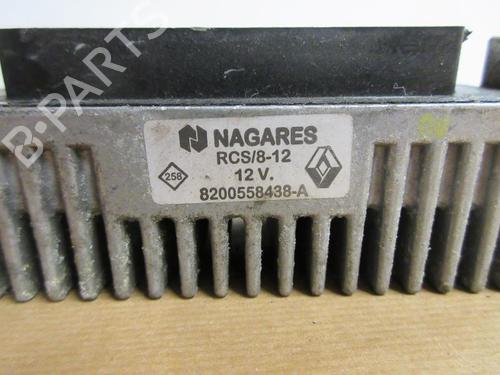 B-PARTS
NAGARES
RCS/8-12
258
12 V.
8200558438-A